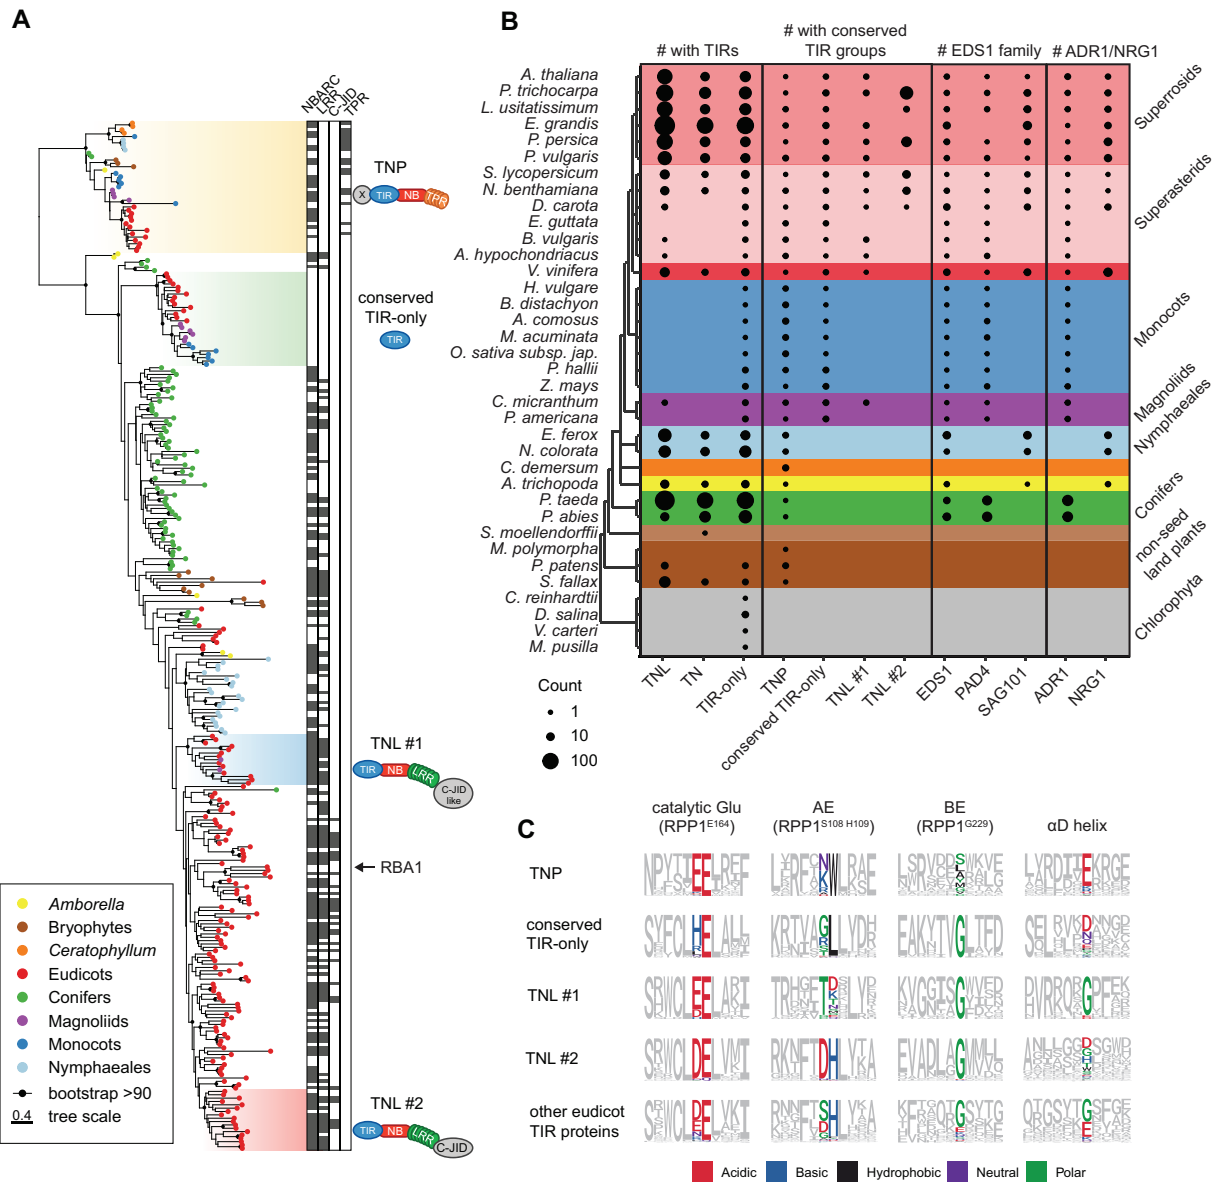 A
NBARC
LRR
C-JID
TPR
TNP
X
TIR
NB
TPR
conserved
TIR-only
TIR
TNL #1
TIR
NB
LRR
C-JID
like
RBA1
TNL #2
TIR
NB
LRR
C-JID
Amborella
Bryophytes
Ceratophyllum
Eudicots
Conifers
Magnoliids
Monocots
Nymphaeales
bootstrap >90
0.4 tree scale
B
# with TIRs
# with conserved
TIR groups
# EDS1 family
# ADR1/NRG1
A. thaliana
P. trichocarpa
L. usitatissimum
E. grandis
P. persica
P. vulgaris
S. lycopersicum
N. benthamiana
D. carota
E. guttata
B. vulgaris
A. hypochondriacus
V. vinifera
H. vulgare
B. distachyon
A. comosus
M. acuminata
O. sativa subsp. jap.
P. hallii
Z. mays
C. micranthum
P. americana
E. ferox
N. colorata
C. demersum
A. trichopoda
P. taeda
P. abies
S. moellendorffii
M. polymorpha
P. patens
S. fallax
C. reinhardtii
D. salina
V. carteri
M. pusilla
Superrosids
Superasterids
Monocots
Magnoliids
Nymphaeales
Conifers
non-seed
land plants
Chlorophyta
TNL
TN
TIR-only
TNP
conserved TIR-only
TNL #1
TNL #2
EDS1
PAD4
SAG101
ADR1
NRG1
Count
1
10
100
C
catalytic Glu
(RPP1E164)
AE
(RPP1S108 H109)
BE
(RPP1G229)
αD helix
TNP
conserved
TIR-only
TNL #1
TNL #2
other eudicot
TIR proteins
Acidic
Basic
Hydrophobic
Neutral
Polar